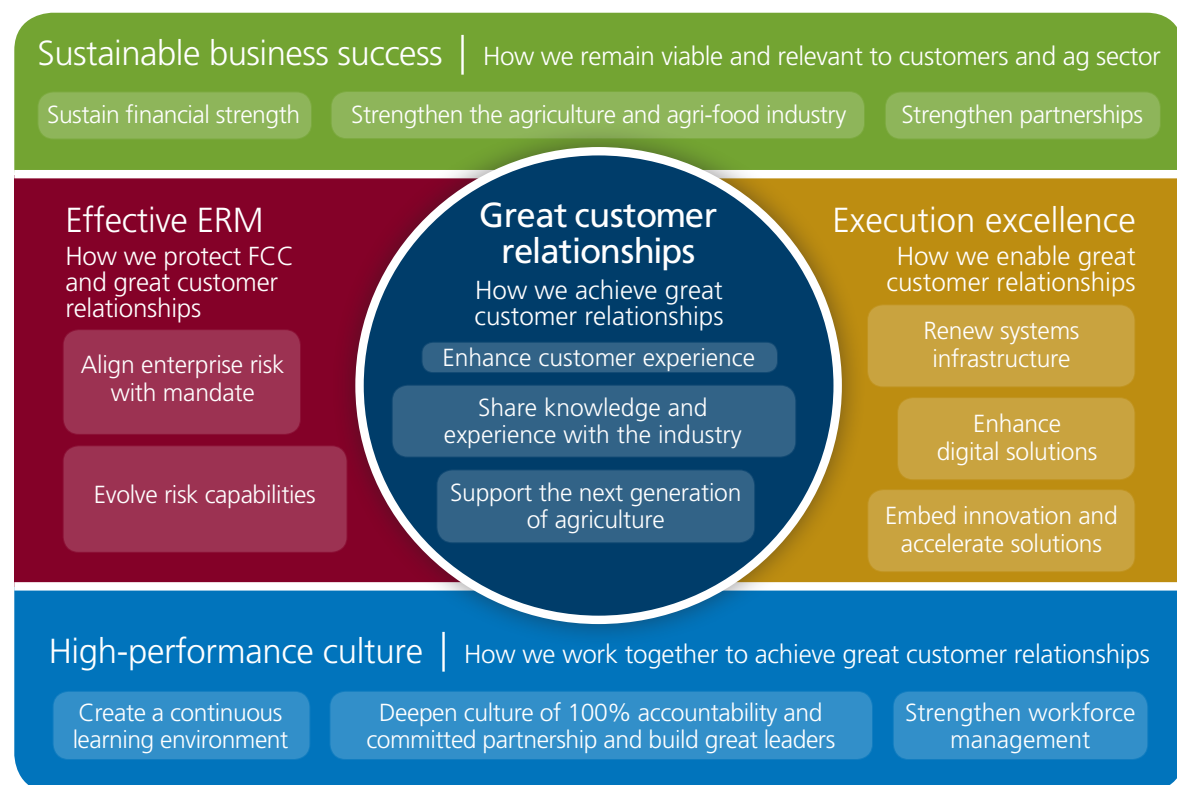 Sustainable business success | How we remain viable and relevant to customers and ag sector
Sustain financial strength
Strengthen the agriculture and agri-food industry
Strengthen partnerships
Effective ERM
How we protect FCC
and great customer
relationships
Align enterprise risk
with mandate
Evolve risk capabilities
Great customer
relationships
How we achieve great
customer relationships
Enhance customer experience
Share knowledge and
experience with the industry
Support the next generation
of agriculture
Execution excellence
How we enable great
customer relationships
Renew systems
infrastructure
Enhance
digital solutions
Embed innovation and
accelerate solutions
High-performance culture | How we work together to achieve great customer relationships
Create a continuous
learning environment
Deepen culture of 100% accountability and
committed partnership and build great leaders
Strengthen workforce
management